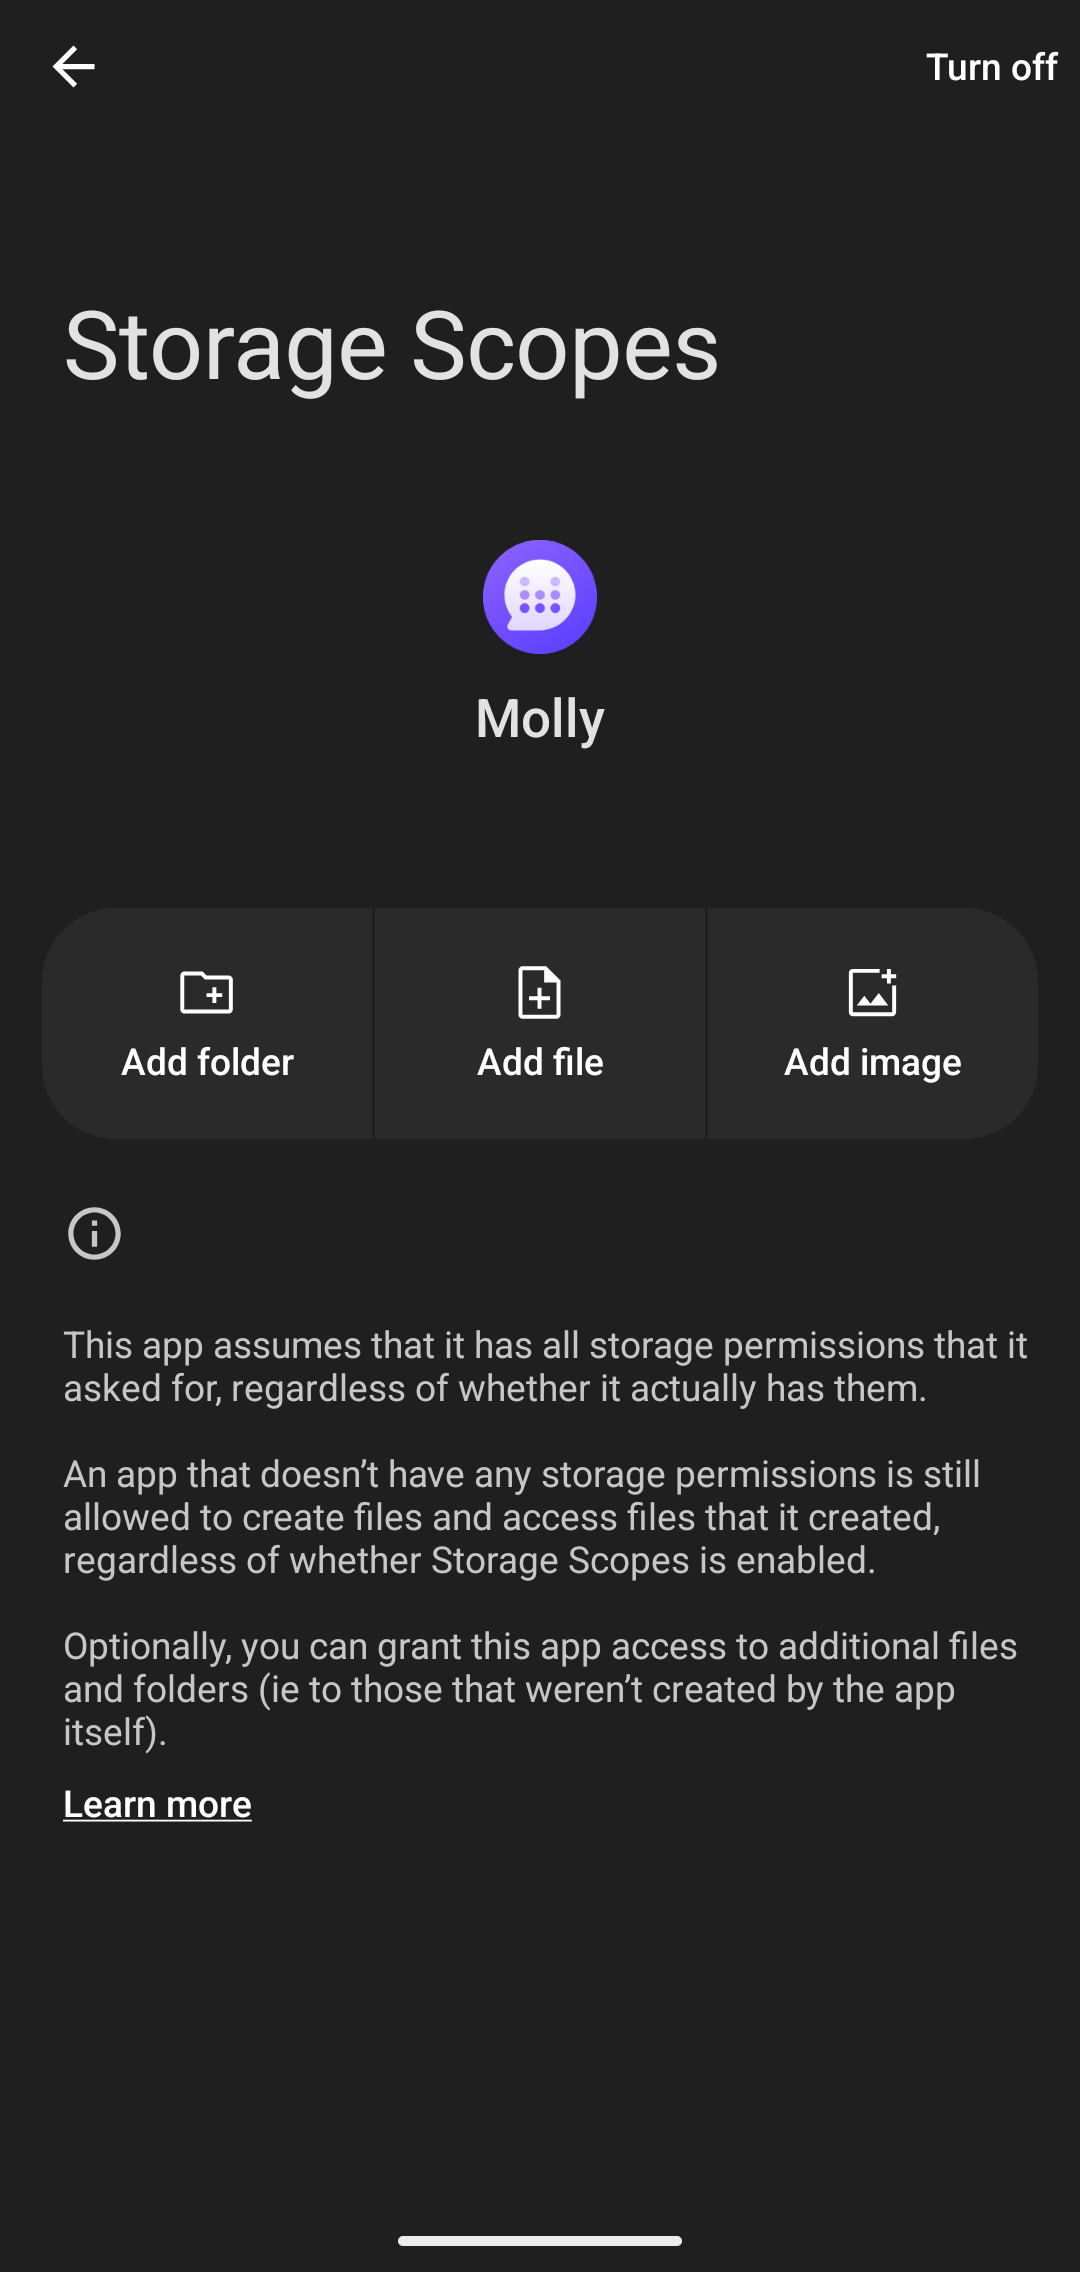 Turn off
Storage Scopes
Molly
Add folder
Add file
Add image
This app assumes that it has all storage permissions that it
asked for, regardless of whether it actually has them.
An app that doesn’t have any storage permissions is still
allowed to create files and access files that it created,
regardless of whether Storage Scopes is enabled.
Optionally, you can grant this app access to additional files
and folders (ie to those that weren’t created by the app
itself).
Learn more